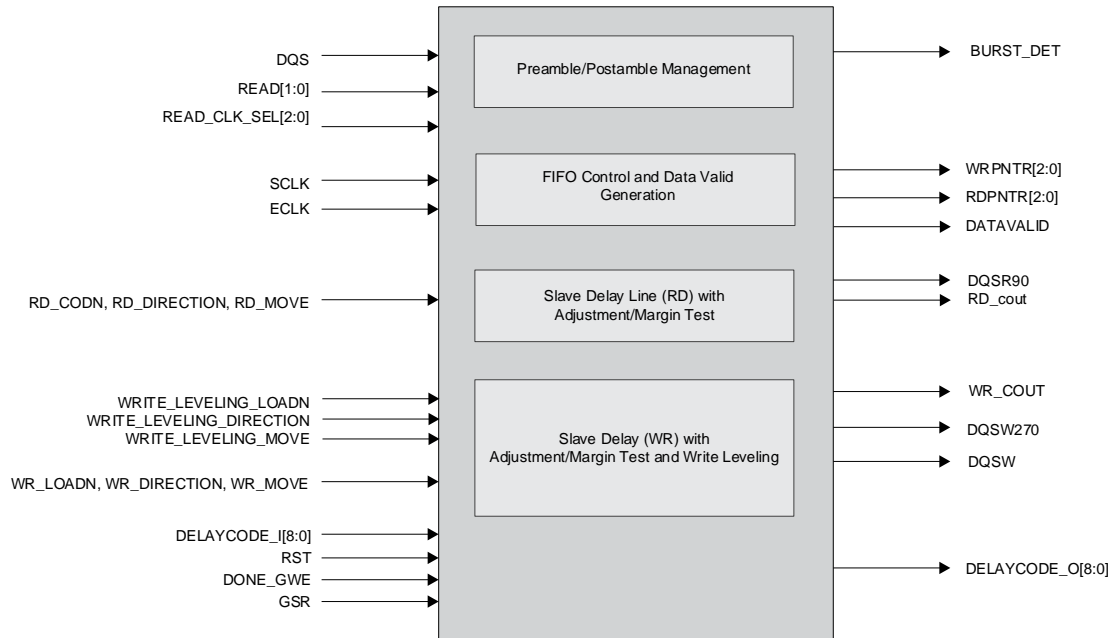 DQS
READ[1:0]
READ_CLK_SEL[2:0]
SCLK
ECLK
RD_CODN, RD_DIRECTION, RD_MOVE
WRITE_LEVELING_LOADN
WRITE_LEVELING_DIRECTION
WRITE_LEVELING_MOVE
WR_LOADN, WR_DIRECTION, WR_MOVE
DELAYCODE_I[8:0]
RST
DONE_GWE
GSR
Preamble/Postamble Management
FIFO Control and Data Valid
Generation
Slave Delay Line (RD) with
Adjustment/Margin Test
Slave Delay (WR) with
Adjustment/Margin Test and Write Leveling
BURST_DET
WRPNTR[2:0]
RDPNTR[2:0]
DATAVALID
DQSR90
RD_cout
WR_COUT
DQSW270
DQSW
DELAYCODE_O[8:0]